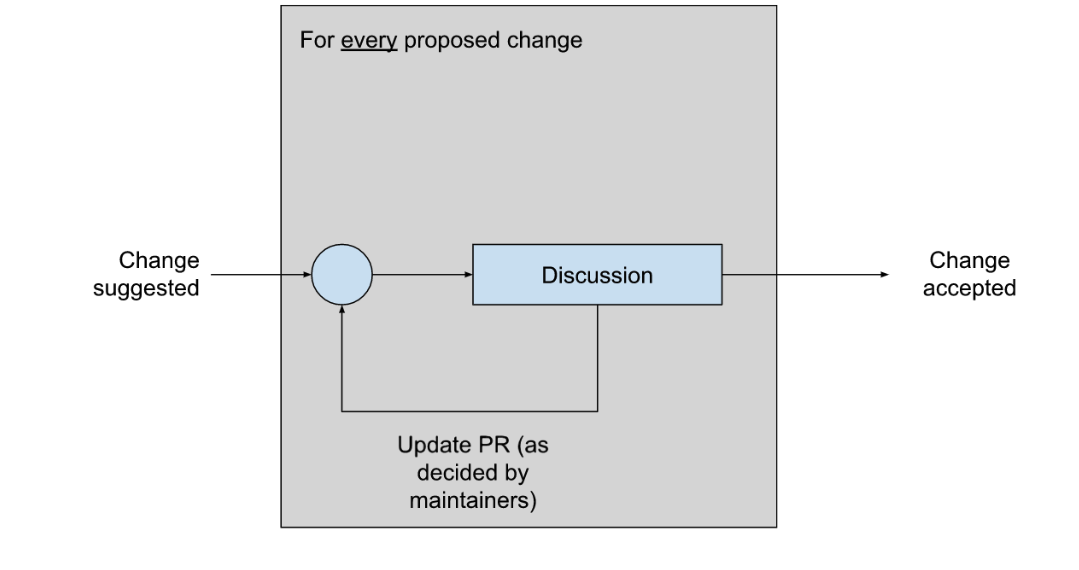 For every proposed change
Change
suggested
Discussion
Change
accepted
Update PR (as
decided by
maintainers)